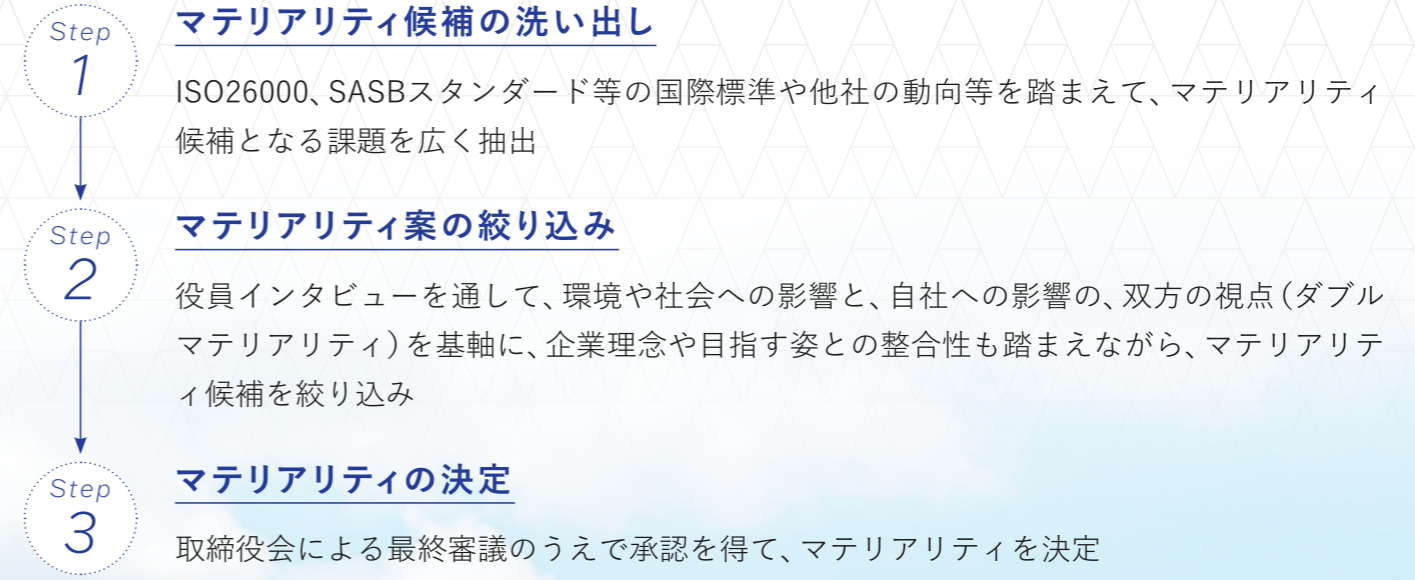 Step
1
マテリアリティ候補の洗い出し
ISO26000、SASBスタンダード等の国際標準や他社の動向等を踏まえて、マテリアリティ
候補となる課題を広く抽出
Step
2
マテリアリティ案の絞り込み
役員インタビューを通して、環境や社会への影響と、自社への影響の、双方の視点(ダブル
マテリアリティ)を基軸に、企業理念や目指す姿との整合性も踏まえながら、マテリアリテ
ィ候補を絞り込み
Step
3
マテリアリティの決定
取締役会による最終審議のうえで承認を得て、マテリアリティを決定